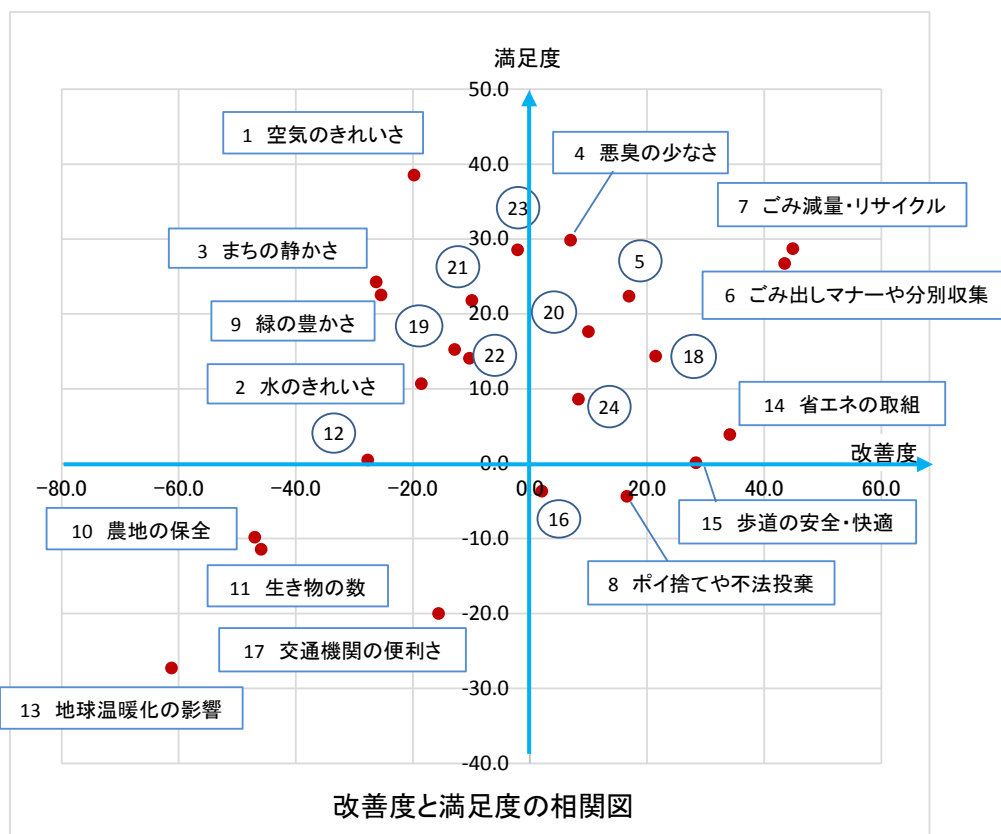 満足度
50.0
1 空気のきれいさ
4 悪臭の少なさ
40.0
23
7 ごみ減量・リサイクル
30.0
3 まちの静かさ
21
5
6 ごみ出しマナーや分別収集
20.0
9 緑の豊かさ
19
20
22
18
2 水のきれいさ
10.0
24
14 省エネの取組
12
改善度
0.0
−80.0
−60.0
−40.0
−20.0
0.0
20.0
40.0
60.0
16
15 歩道の安全・快適
10 農地の保全
-10.0
11 生き物の数
8 ポイ捨てや不法投棄
-20.0
17 交通機関の便利さ
-30.0
13 地球温暖化の影響
-40.0
改善度と満足度の相関図